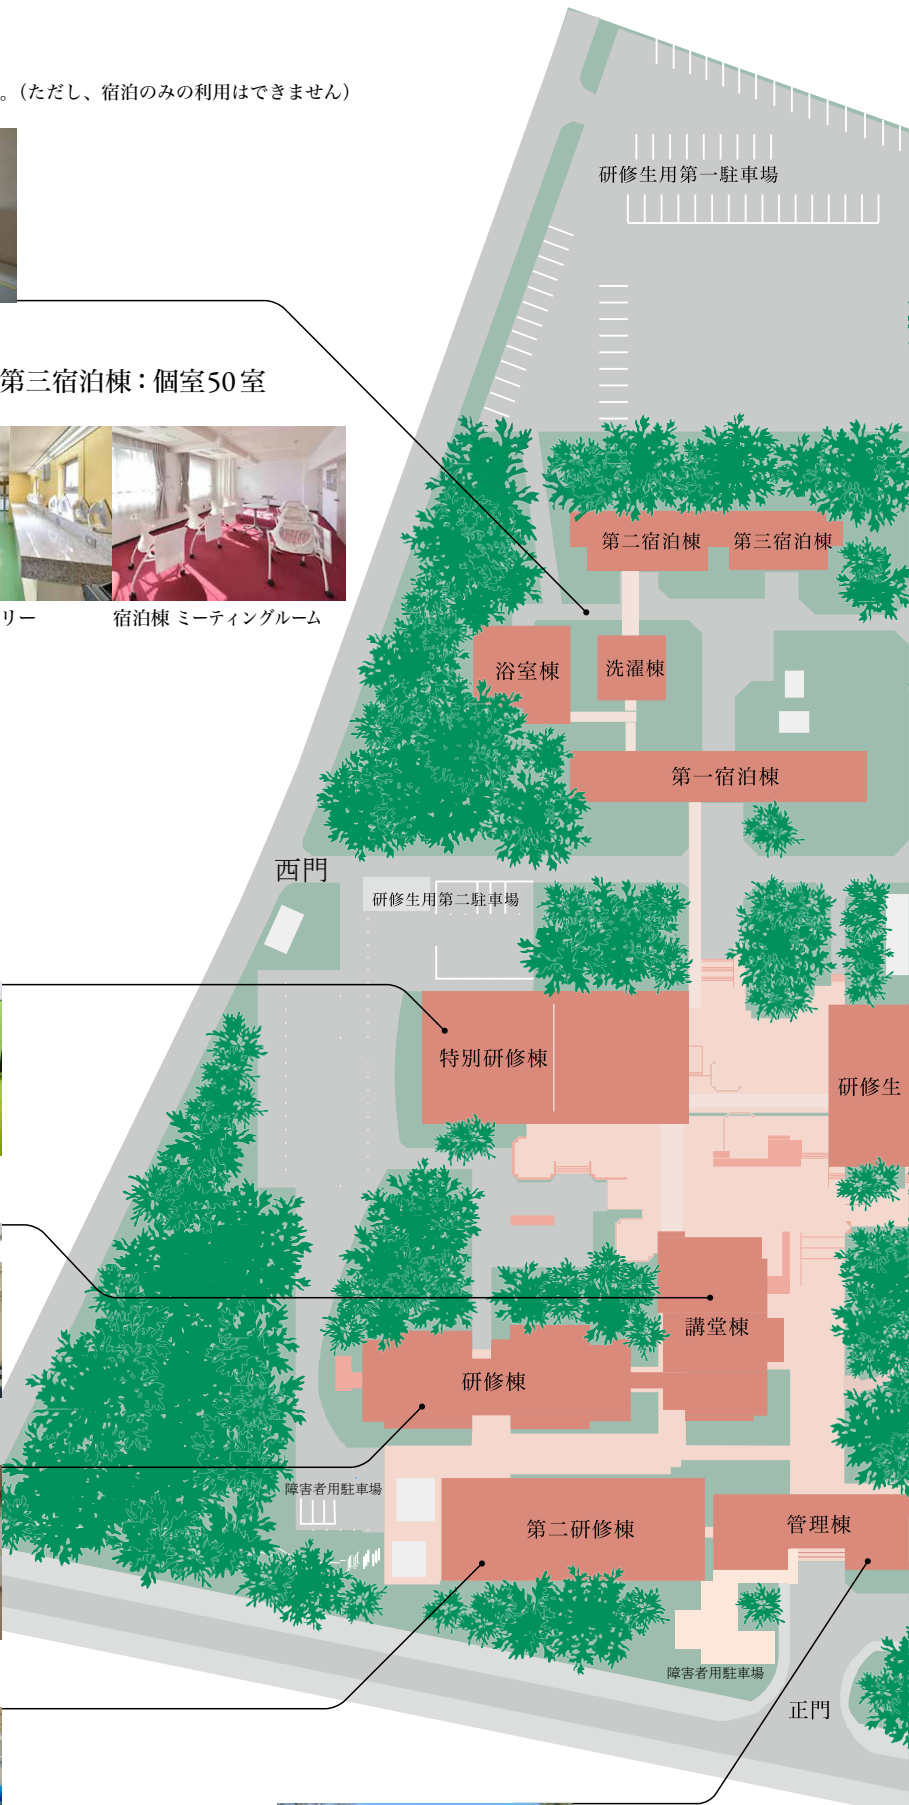 。（ただし、宿泊のみの利用はできません）
研修生用第一駐車場
第三宿泊棟：個室50室
第二宿泊棟
第三宿泊棟
リー
宿泊棟 ミーティングルーム
浴室棟
洗濯棟
第一宿泊棟
西門
研修生用第二駐車場
特別研修棟
研修生
講堂棟
研修棟
障害者用駐車場
第二研修棟
管理棟
障害者用駐車場
正門